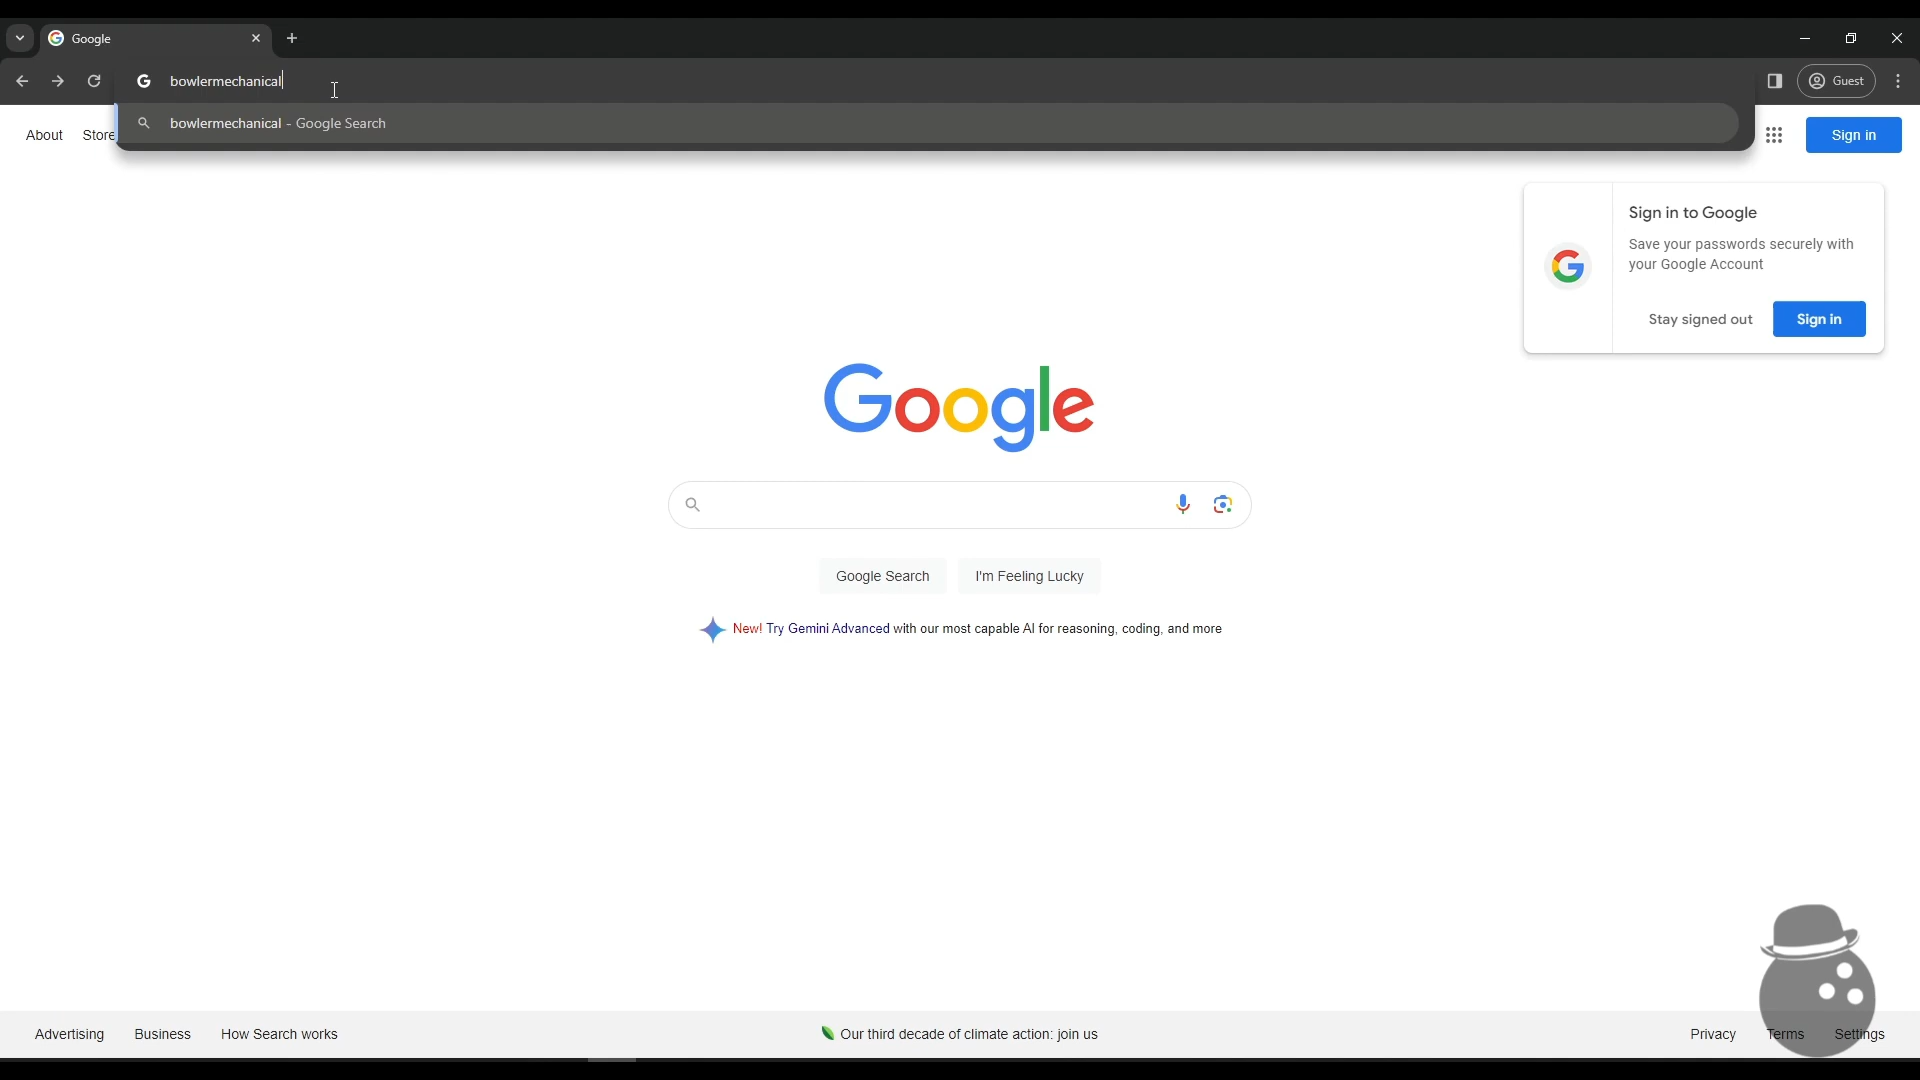 Google
bowlermechanical
Guest
bowlermechanical - Google Search
About Store
Sign in
Sign in to Google
Save your passwords securely with
your Google Account
Stay signed out Sign in
Google
Google Search I'm Feeling Lucky
New! Try Gemini Advanced with our most capable AI for reasoning, coding, and more
Advertising Business How Search works Our third decade of climate action: join us Privacy Terms Settings